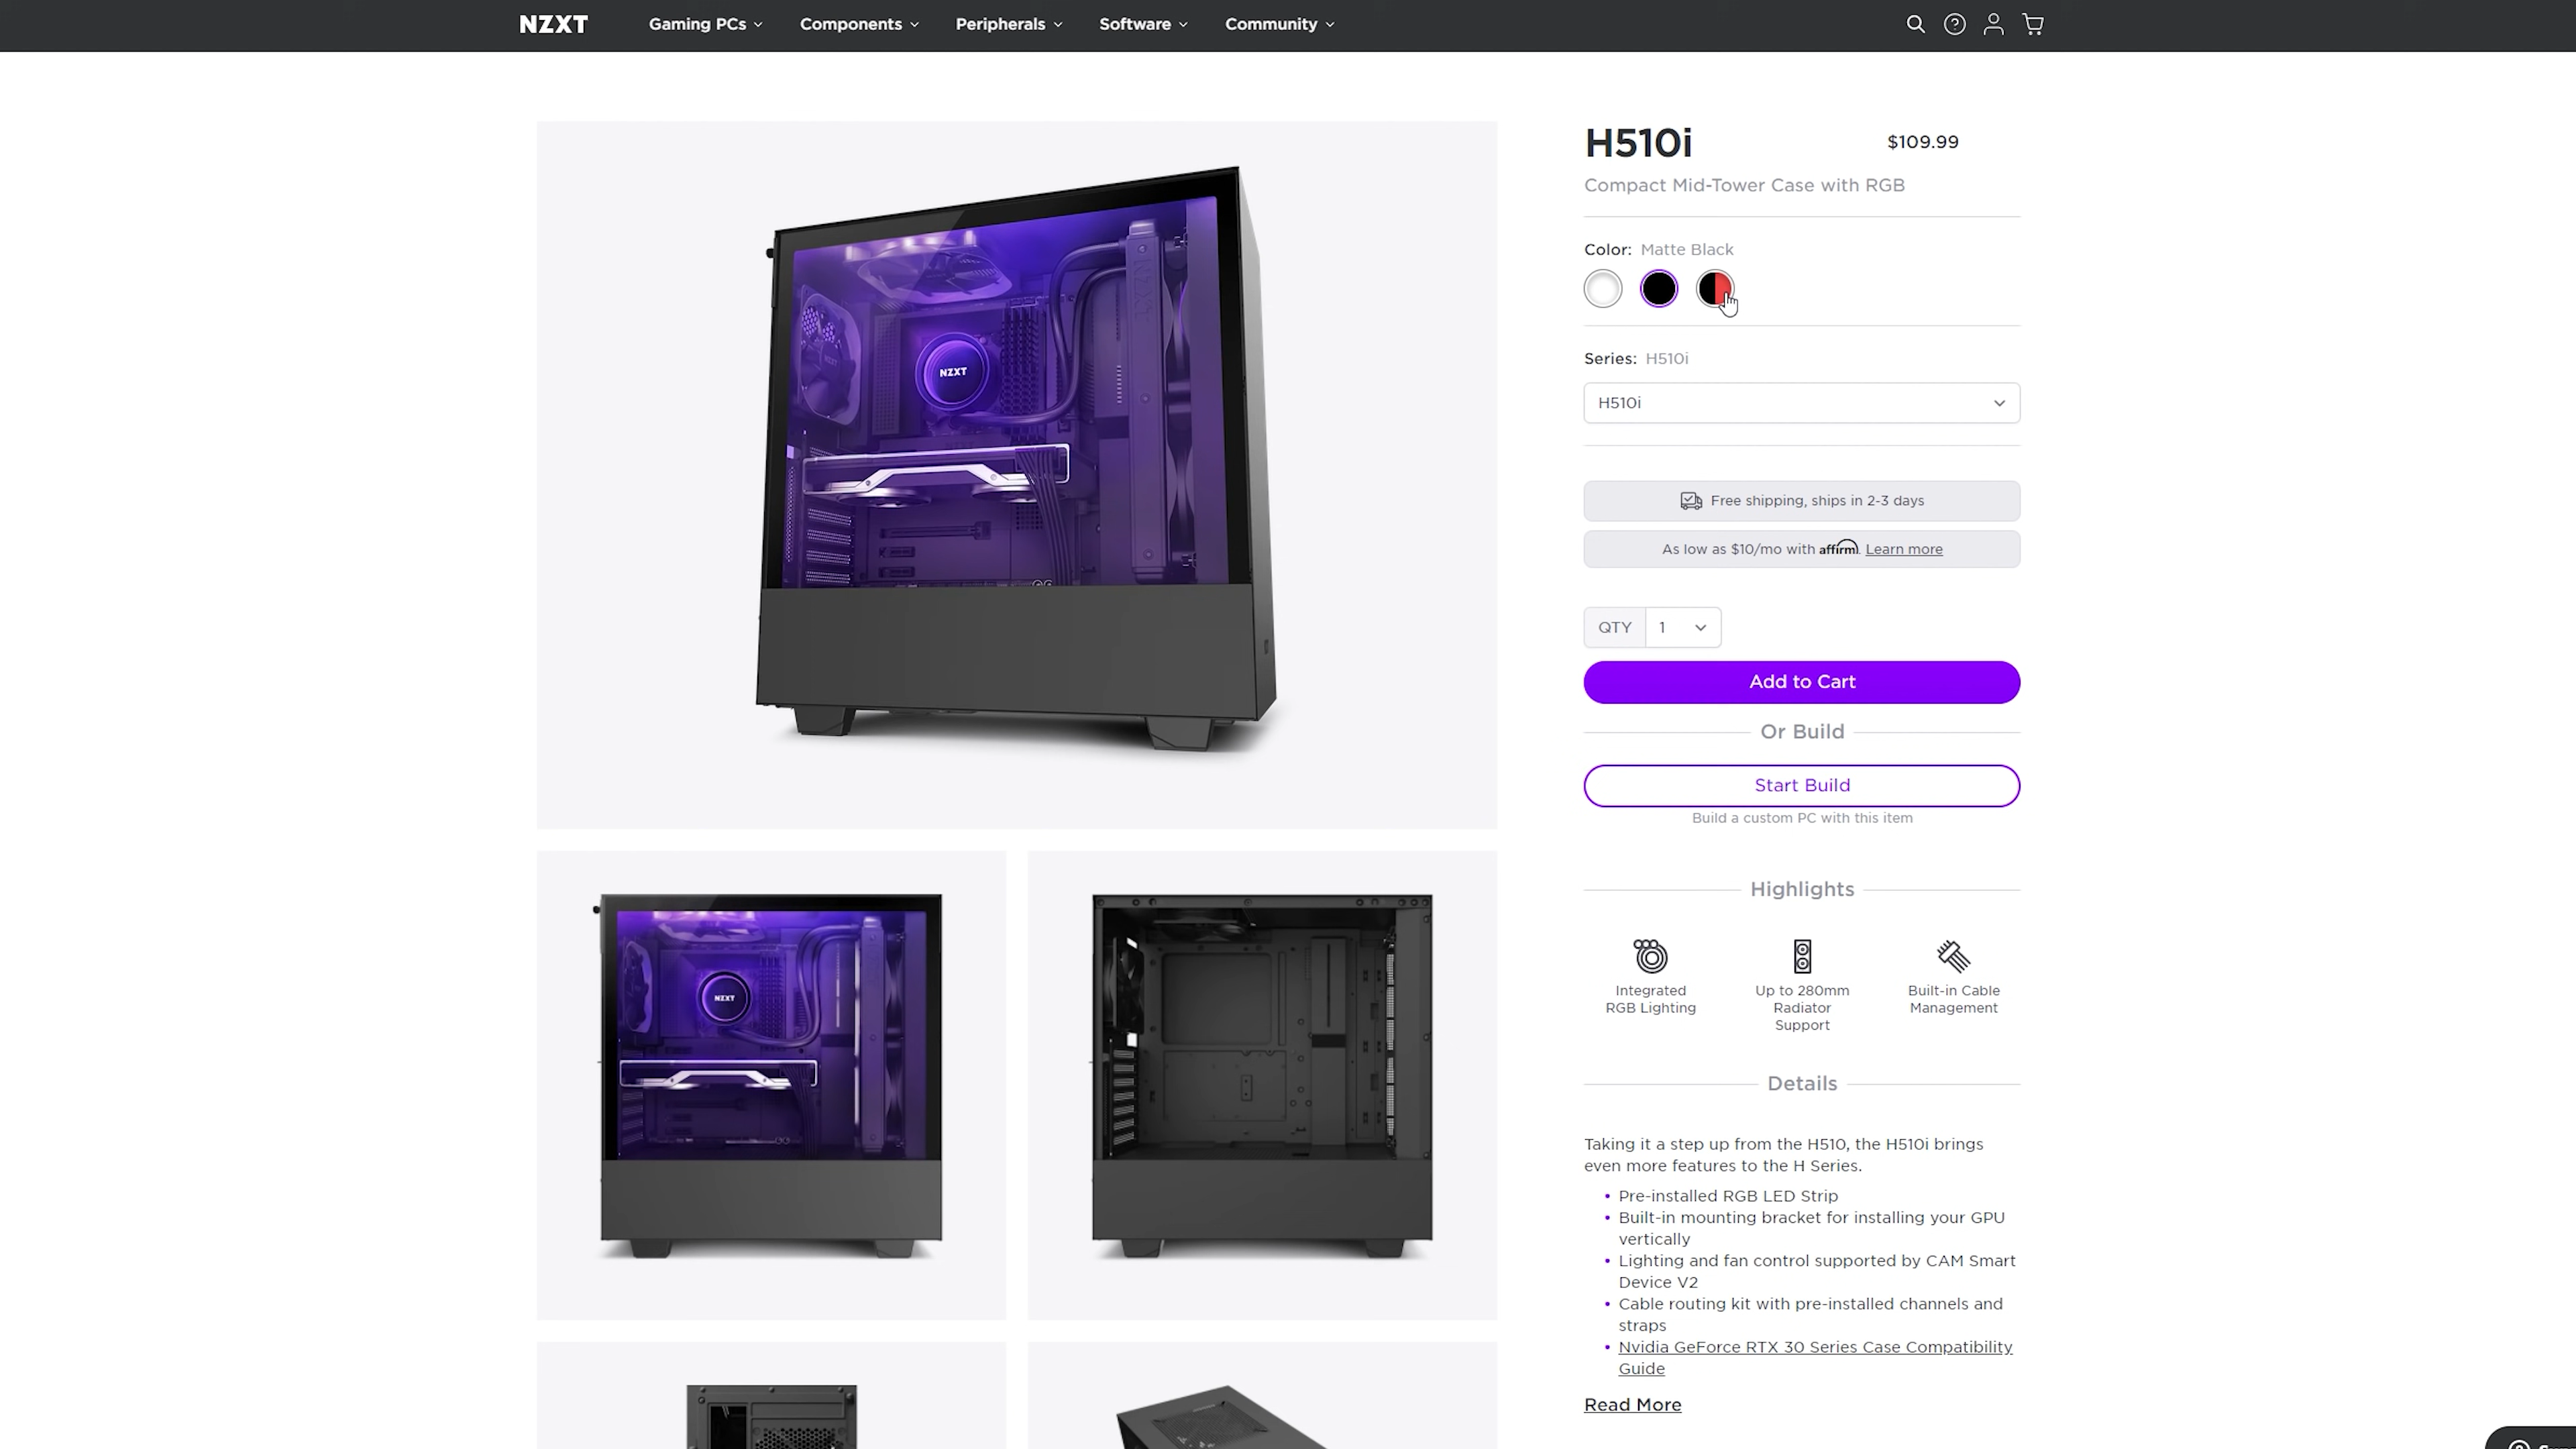 NZXT
Gaming PCs
Components
Peripherals
Software
Community
H510i
$109.99
Compact Mid-Tower Case with RGB
Color: Matte Black
Series: H510i
H510i
Free shipping, ships in 2-3 days
As low as $10/mo with affirm. Learn more
QTY 1
Add to Cart
Or Build
Start Build
Build a custom PC with this item
Highlights
Integrated
RGB Lighting
Up to 280mm
Radiator
Support
Built-in Cable
Management
Details
Taking it a step up from the H510, the H510i brings
even more features to the H Series.
• Pre-installed RGB LED Strip
• Built-in mounting bracket for installing your GPU
vertically
• Lighting and fan control supported by CAM Smart
Device V2
• Cable routing kit with pre-installed channels and
straps
• Nvidia GeForce RTX 30 Series Case Compatibility
Guide
Read More
NZXT
NZXT
NZXT